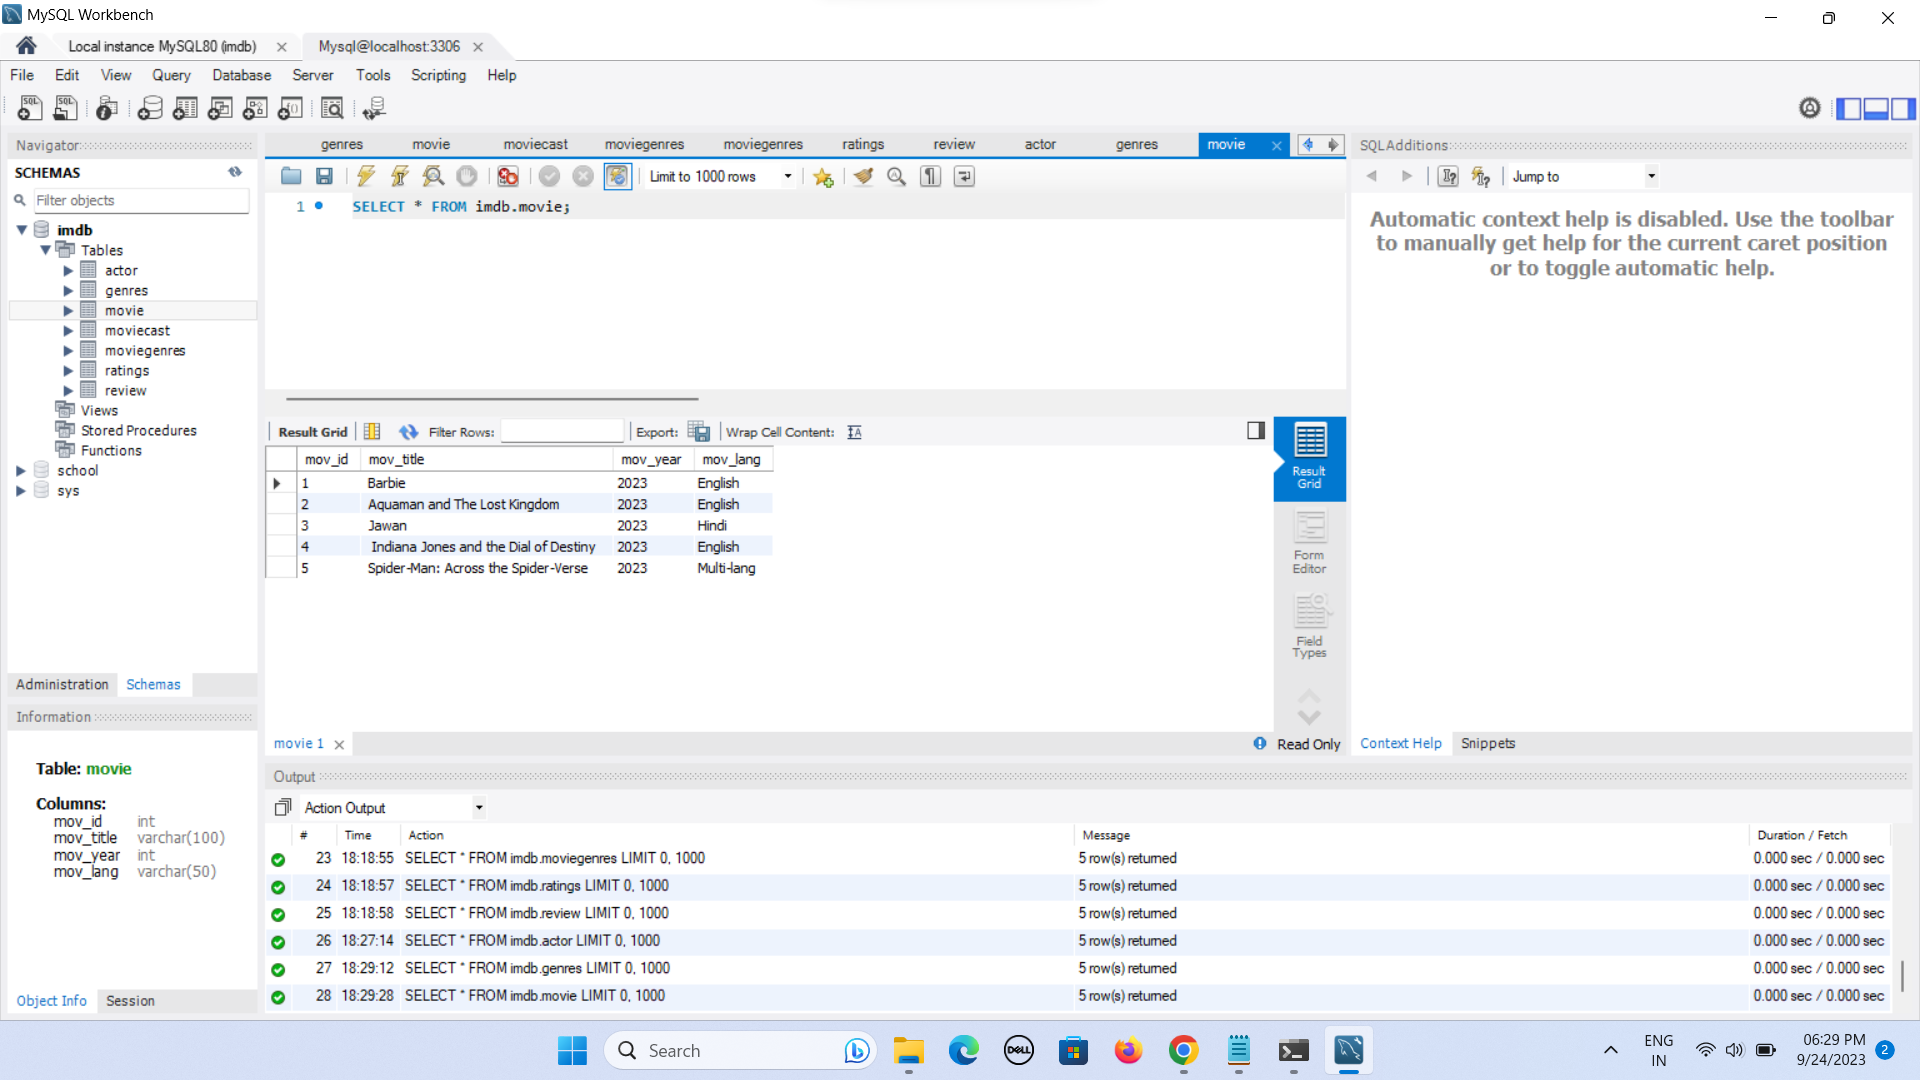 MySQL Workbench
Local instance MySQL80 (imdb)
Mysql@localhost:3306
File Edit View Query Database Server Tools Scripting Help
Navigator
SCHEMAS
Filter objects
imdb
Tables
actor
genres
movie
moviecast
moviegenres
ratings
review
Views
Stored Procedures
Functions
school
sys
Administration Schemas
Information
Table: movie
Columns:
mov_id int
mov_title varchar(100)
mov_year int
mov_lang varchar(50)
Object Info Session
genres movie moviecast moviegenres moviegenres ratings review actor genres movie
Limit to 1000 rows
1 SELECT * FROM imdb.movie;
Result Grid Filter Rows: Export: Wrap Cell Content:
mov_id mov_title mov_year mov_lang
1 Barbie 2023 English
2 Aquaman and The Lost Kingdom 2023 English
3 Jawan 2023 Hindi
4 Indiana Jones and the Dial of Destiny 2023 English
5 Spider-Man: Across the Spider-Verse 2023 Multi-lang
Result
Grid
Form
Editor
Field
Types
movie 1
Read Only
SQLAdditions
Jump to
Automatic context help is disabled. Use the toolbar
to manually get help for the current caret position
or to toggle automatic help.
Context Help Snippets
Output
Action Output
# Time Action Message Duration / Fetch
23 18:18:55 SELECT * FROM imdb.moviegenres LIMIT 0, 1000 5 row(s) returned 0.000 sec / 0.000 sec
24 18:18:57 SELECT * FROM imdb.ratings LIMIT 0, 1000 5 row(s) returned 0.000 sec / 0.000 sec
25 18:18:58 SELECT * FROM imdb.review LIMIT 0, 1000 5 row(s) returned 0.000 sec / 0.000 sec
26 18:27:14 SELECT * FROM imdb.actor LIMIT 0, 1000 5 row(s) returned 0.000 sec / 0.000 sec
27 18:29:12 SELECT * FROM imdb.genres LIMIT 0, 1000 5 row(s) returned 0.000 sec / 0.000 sec
28 18:29:28 SELECT * FROM imdb.movie LIMIT 0, 1000 5 row(s) returned 0.000 sec / 0.000 sec
Search
DELL
ENG
IN
06:29 PM
9/24/2023
2